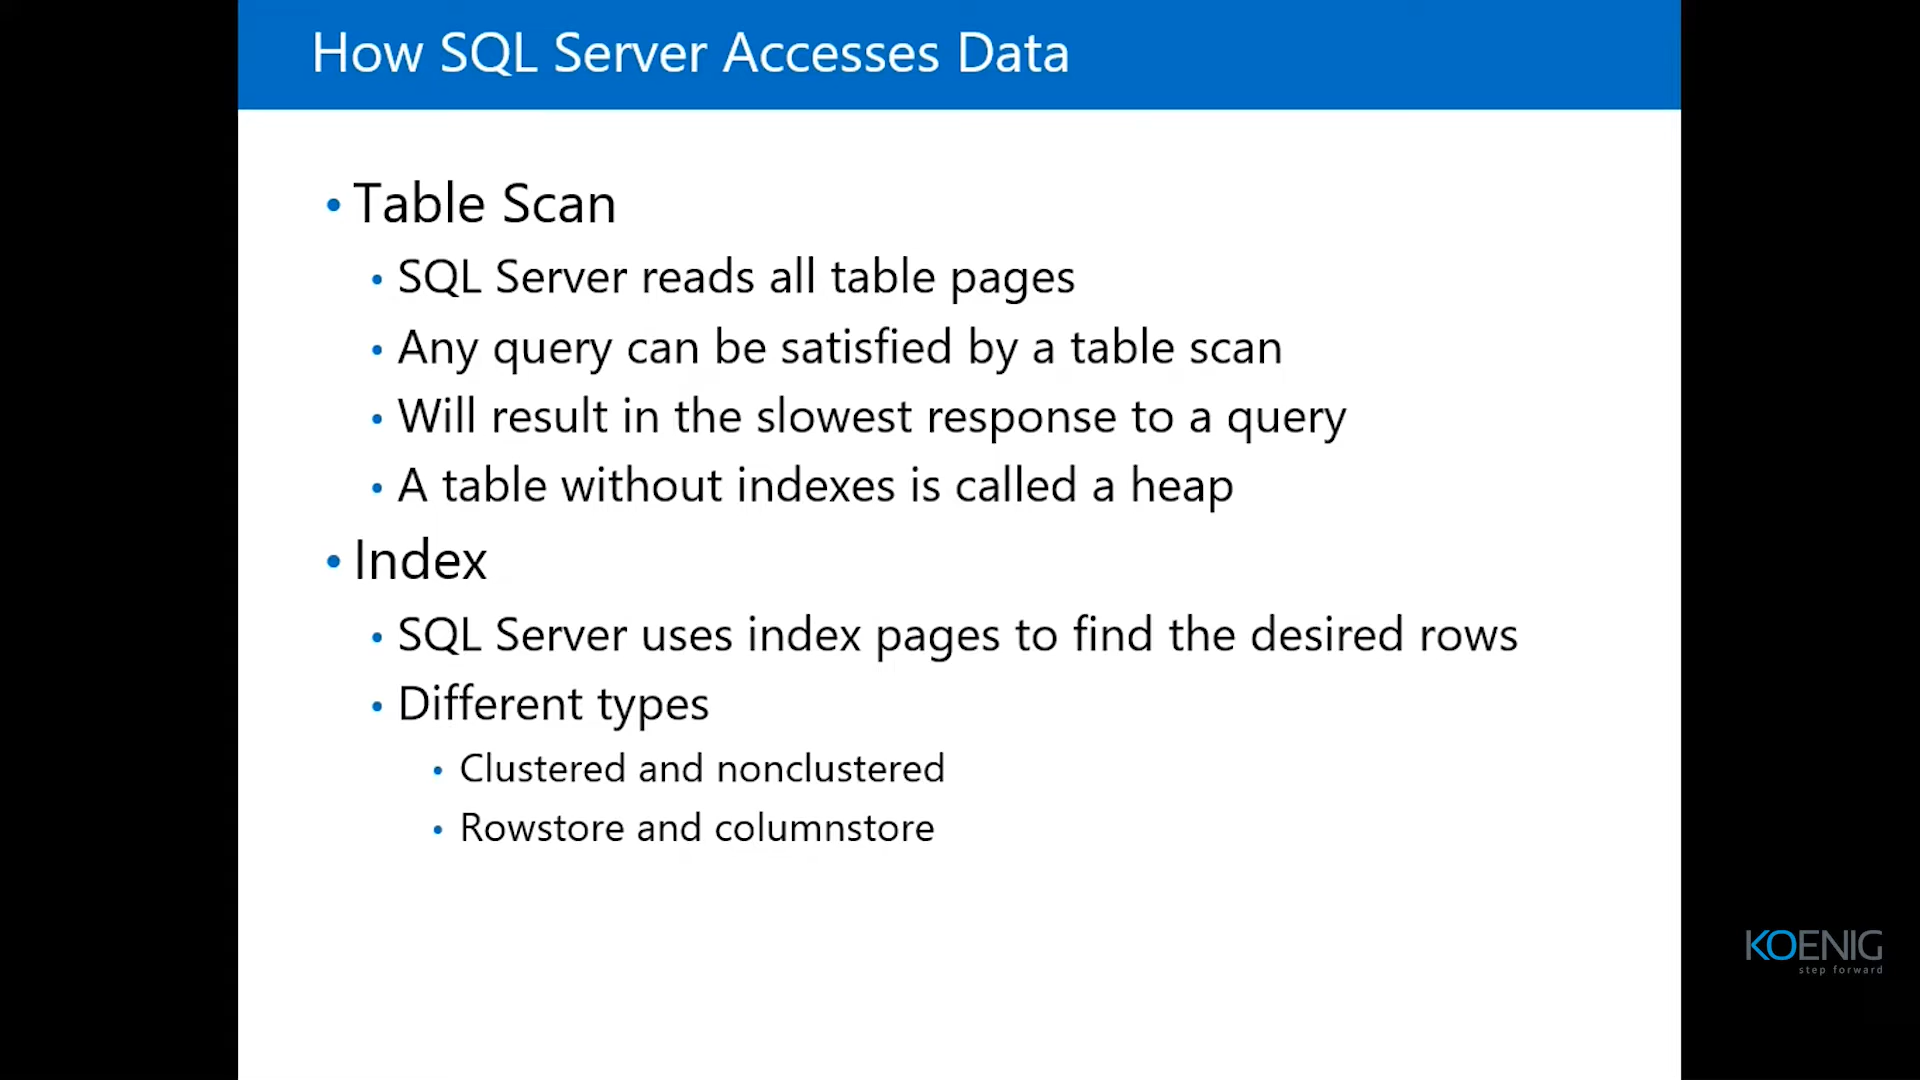 How SQL Server Accesses Data
• Table Scan
• SQL Server reads all table pages
• Any query can be satisfied by a table scan
• Will result in the slowest response to a query
• A table without indexes is called a heap
• Index
• SQL Server uses index pages to find the desired rows
• Different types
• Clustered and nonclustered
• Rowstore and columnstore
KOENIG
step forward